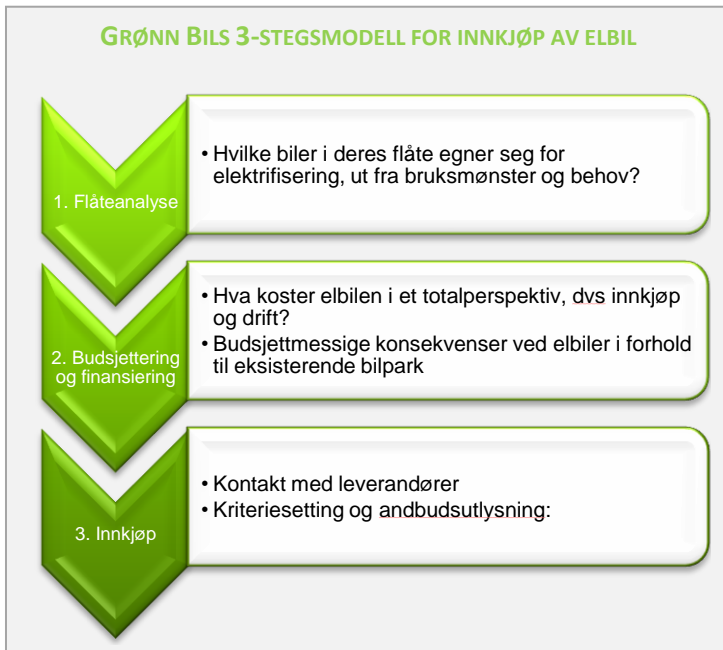 GRØNN BILS 3-STEGSMODELL FOR INNKJØP AV ELBIL
1. Flåteanalyse
• Hvilke biler i deres flåte egner seg for
elektrifisering, ut fra bruksmønster og behov?
2. Budsjettering
og finansiering
• Hva koster elbilen i et totalperspektiv, dvs innkjøp
og drift?
• Budsjettmessige konsekvenser ved elbiler i forhold
til eksisterende bilpark
3. Innkjøp
• Kontakt med leverandører
• Kriteriesetting og andbudsutlysning: